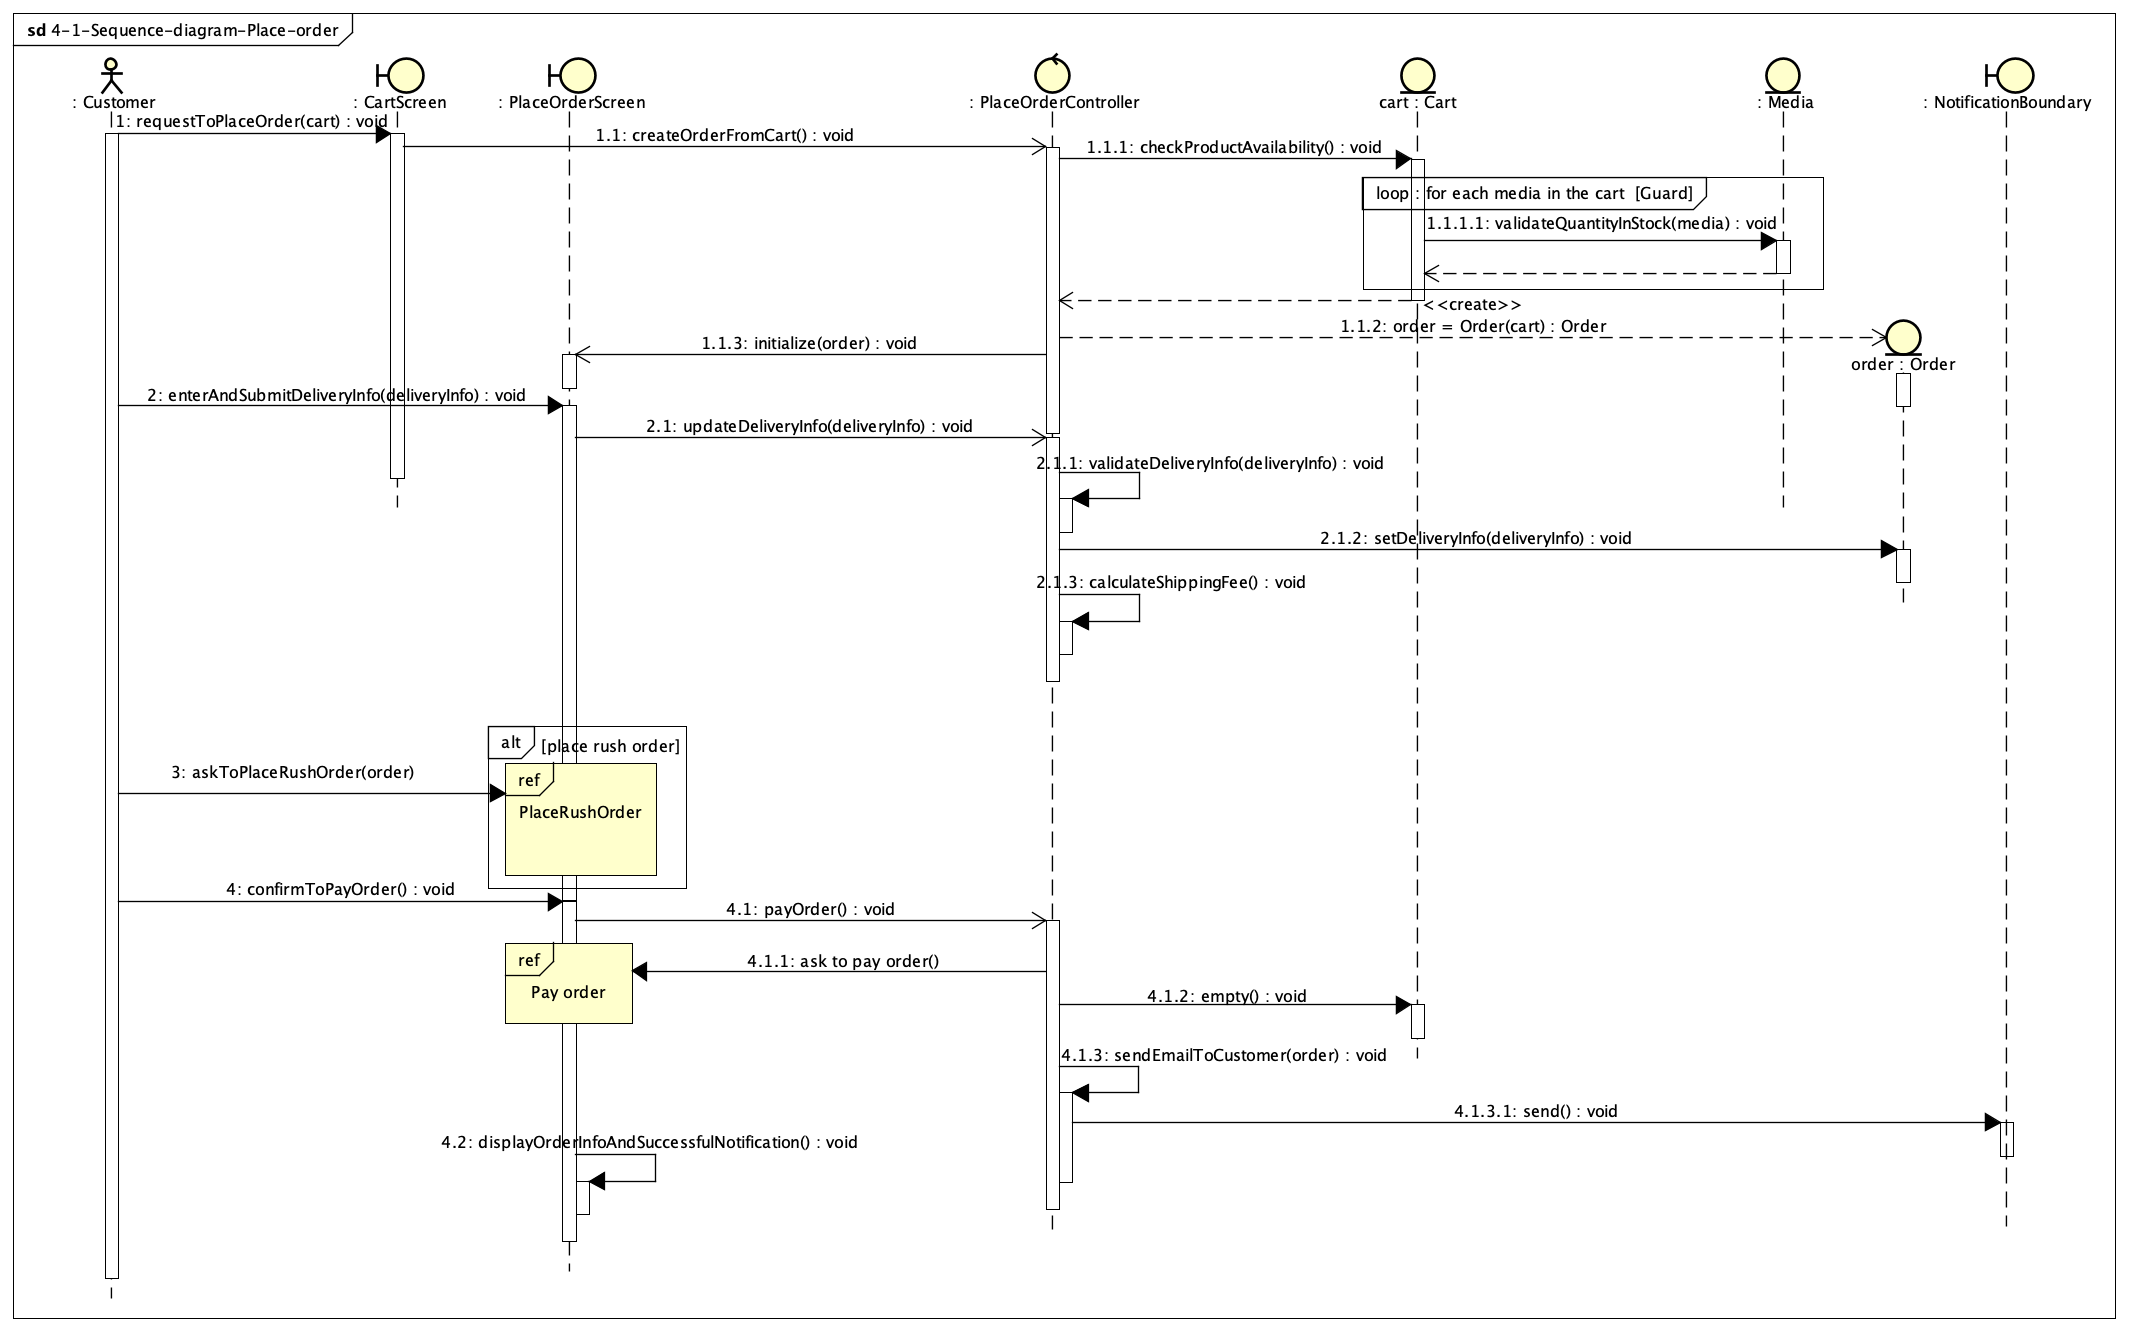 sd 4-1-Sequence-diagram-Place-order
: Customer
: CartScreen
: PlaceOrderScreen
: PlaceOrderController
cart : Cart
: Media
: NotificationBoundary
1: requestToPlaceOrder(cart) : void
1.1: createOrderFromCart() : void
1.1.1: checkProductAvailability() : void
loop : for each media in the cart [Guard]
1.1.1.1: validateQuantityInStock(media) : void
<<create>>
1.1.2: order = Order(cart) : Order
1.1.3: initialize(order) : void
order : Order
2: enterAndSubmitDeliveryInfo(deliveryInfo) : void
2.1: updateDeliveryInfo(deliveryInfo) : void
2.1.1: validateDeliveryInfo(deliveryInfo) : void
2.1.2: setDeliveryInfo(deliveryInfo) : void
2.1.3: calculateShippingFee() : void
alt [place rush order]
3: askToPlaceRushOrder(order)
ref
PlaceRushOrder
4: confirmToPayOrder() : void
4.1: payOrder() : void
ref
Pay order
4.1.1: ask to pay order()
4.1.2: empty() : void
4.1.3: sendEmailToCustomer(order) : void
4.1.3.1: send() : void
4.2: displayOrderInfoAndSuccessfulNotification() : void